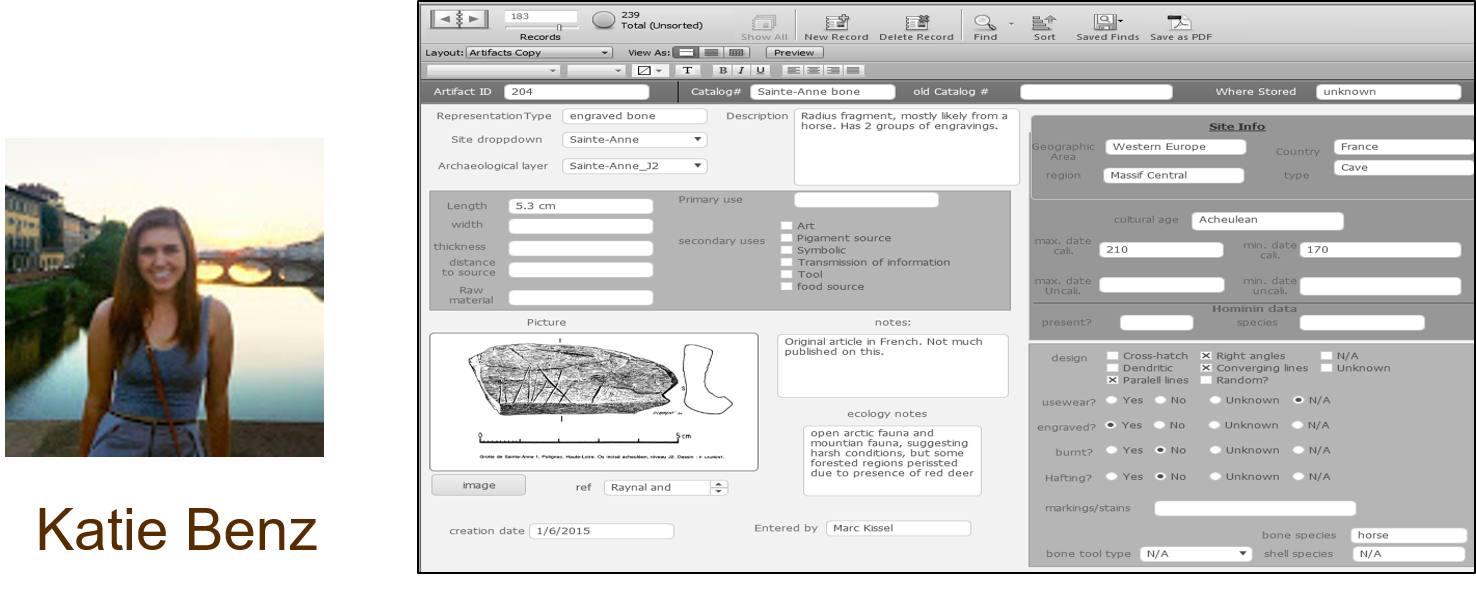 Katie Benz
183
Records
239
Total (Unsorted)
Show All
New Record
Delete Record
Find
Sort
Saved Finds
Save as PDF
Layout: Artifacts Copy
View As:
Preview
T B I U
Artifact ID 204
Catalog# Sainte-Anne bone
old Catalog #
Where Stored unknown
Representation Type engraved bone
Site dropdown Sainte-Anne
Archaeological layer Sainte-Anne_J2
Description Radius fragment, mostly likely from a
horse. Has 2 groups of engravings.
Length 5.3 cm
width
thickness
distance
to source
Raw
material
Primary use
secondary uses
Art
Pigament source
Symbolic
Transmission of information
Tool
food source
Picture
5 cm
0
Grotte de Sainte-Anne 1, Polignac, Haute-Loire. Os incisé acheuléen, niveau J2. Dessin : P. LAURENT.
image
ref Raynal and
notes:
Original article in French. Not much
published on this.
ecology notes
open arctic fauna and
mountian fauna, suggesting
harsh conditions, but some
forested regions perissted
due to presence of red deer
creation date 1/6/2015
Entered by Marc Kissel
Site Info
Geographic
Area
Western Europe
Country France
region Massif Central
type Cave
cultural age Acheulean
max. date
cali.
210
min. date
cali.
170
max. date
Uncali.
min. date
uncali.
Hominin data
present?
species
design
Cross-hatch Right angles N/A
Dendritic Converging lines Unknown
Paralell lines Random?
usewear? Yes No Unknown N/A
engraved? Yes No Unknown N/A
burnt? Yes No Unknown N/A
Hafting? Yes No Unknown N/A
markings/stains
bone species horse
bone tool type N/A
shell species N/A